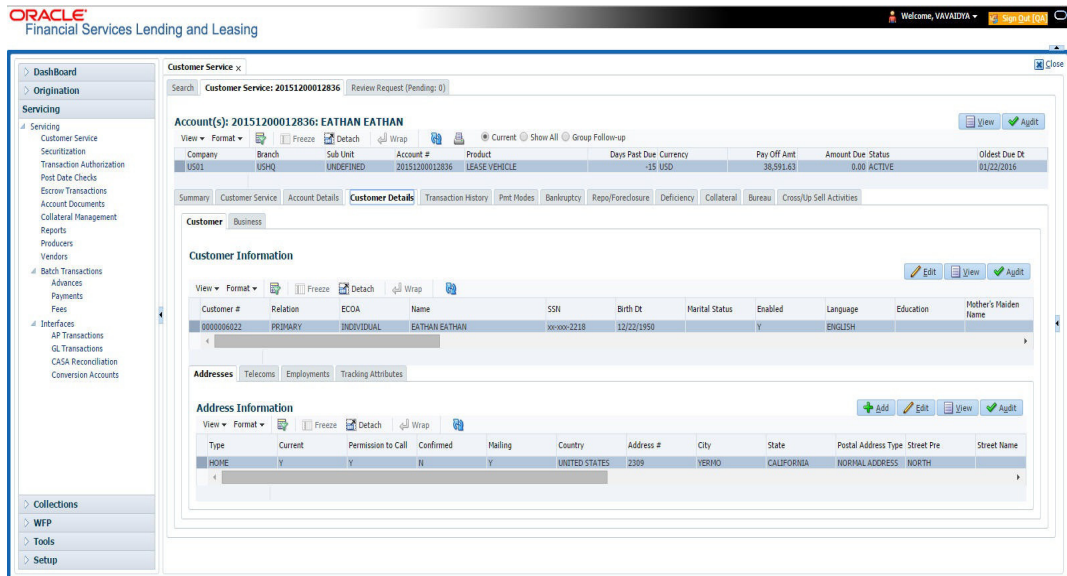 ORACLE®
Financial Services Lending and Leasing
Welcome, VAVAIDYA
Sign Out [QA]
Close
DashBoard
Origination
Servicing
Servicing
Customer Service
Securitization
Transaction Authorization
Post Date Checks
Escrow Transactions
Account Documents
Collateral Management
Reports
Producers
Vendors
Batch Transactions
Advances
Payments
Fees
Interfaces
AP Transactions
GL Transactions
CASA Reconciliation
Conversion Accounts
Collections
WFP
Tools
Setup
Customer Service x
Search Customer Service: 20151200012836 Review Request (Pending: 0)
Account(s): 20151200012836: EATHAN EATHAN
View Audit
View Format Freeze Detach Wrap Current Show All Group Follow-up
Company Branch Sub Unit Account # Product Days Past Due Currency Pay Off Amt Amount Due Status Oldest Due Dt
US01 USHQ UNDEFINED 20151200012836 LEASE VEHICLE -15 USD 38,591.63 0.00 ACTIVE 01/22/2016
Summary Customer Service Account Details Customer Details Transaction History Pmt Modes Bankruptcy Repo/Foreclosure Deficiency Collateral Bureau Cross/Up Sell Activities
Customer Business
Customer Information
Edit View Audit
View Format Freeze Detach Wrap
Customer # Relation ECOA Name SSN Birth Dt Marital Status Enabled Language Education Mother's Maiden Name
0000006022 PRIMARY INDIVIDUAL EATHAN EATHAN xx-xxx-2218 12/22/1950 Y ENGLISH
Addresses Telecoms Employments Tracking Attributes
Address Information
Add Edit View Audit
View Format Freeze Detach Wrap
Type Current Permission to Call Confirmed Mailing Country Address # City State Postal Address Type Street Pre Street Name
HOME Y Y N Y UNITED STATES 2309 YERMO CALIFORNIA NORMAL ADDRESS NORTH